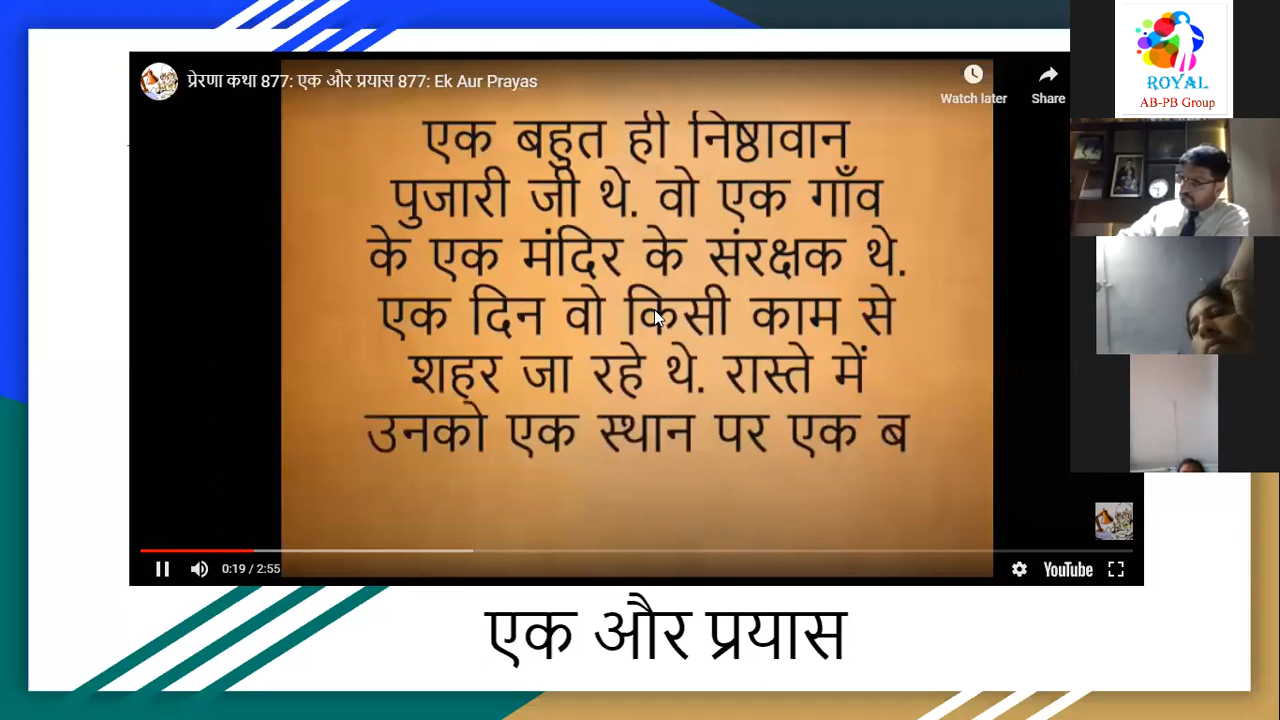 प्रेरणा कथा 877: एक और प्रयास 877: Ek Aur Prayas
Watch later
Share
एक बहुत ही निष्ठावान
पुजारी जी थे. वो एक गाँव
के एक मंदिर के संरक्षक थे.
एक दिन वो किसी काम से
शहर जा रहे थे. रास्ते में
उनको एक स्थान पर एक ब
0:19 / 2:55
YouTube
एक और प्रयास
ROYAL
AB-PB Group